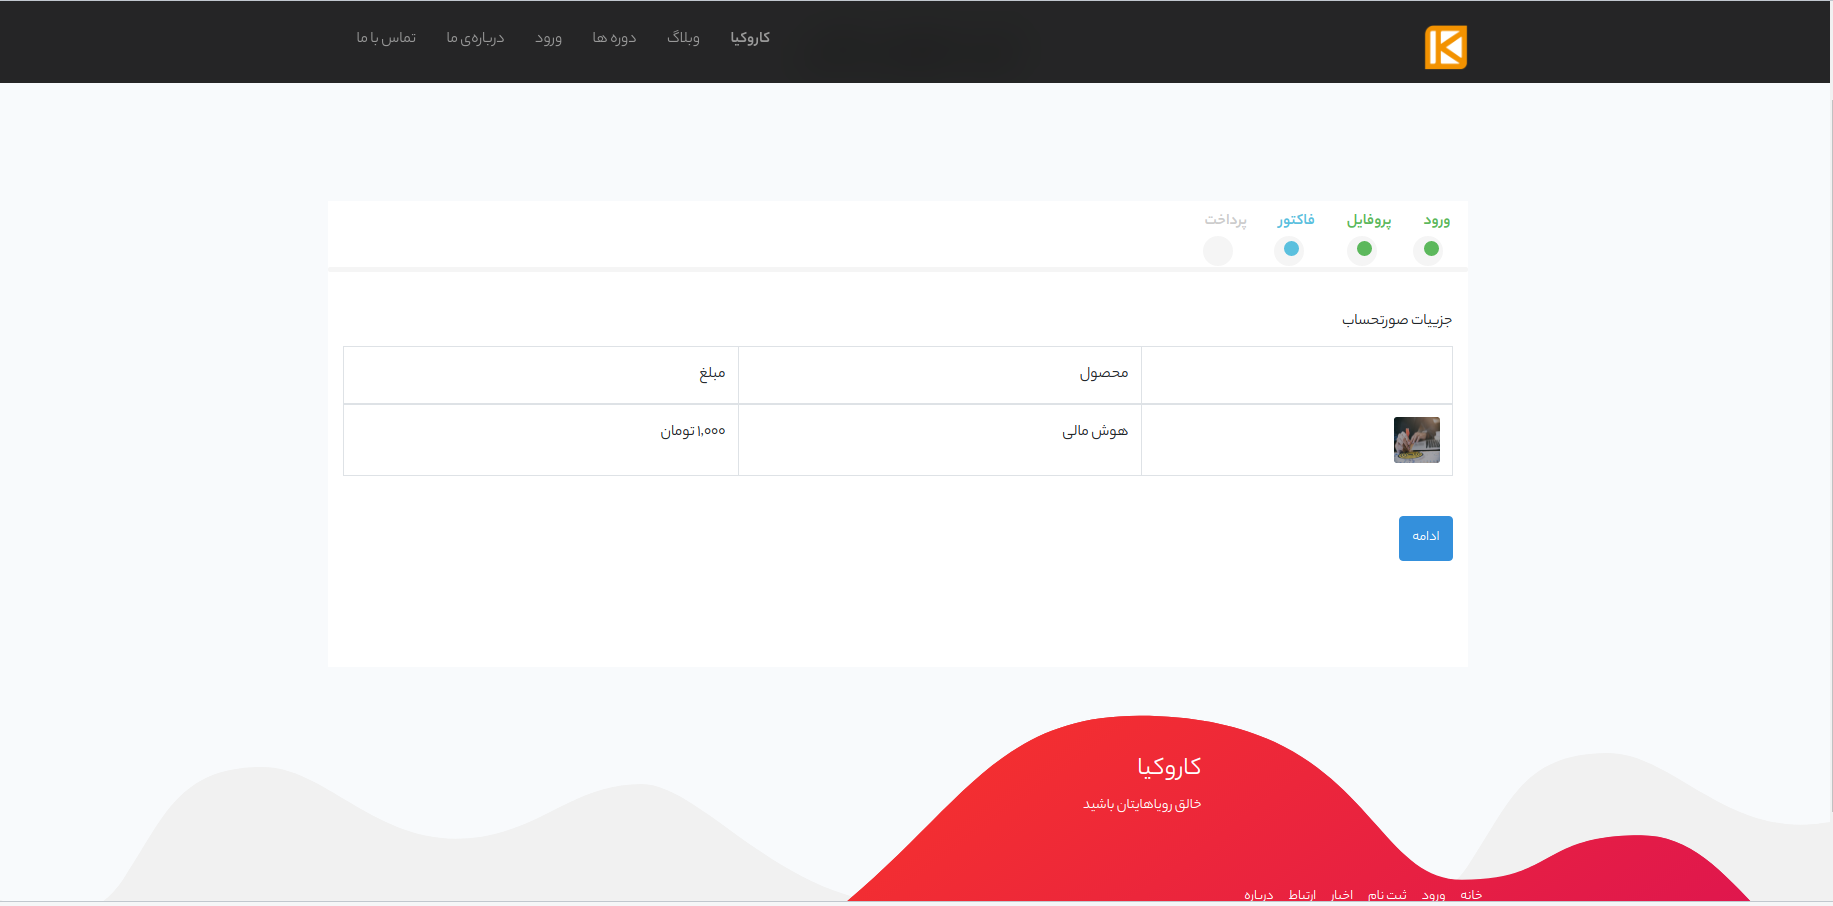 کاروکیا وبلاگ دوره ها ورود درباره‌ی ما تماس با ما
ورود پروفایل فاکتور پرداخت
جزییات صورتحساب
محصول مبلغ
هوش مالی ۱,۰۰۰ تومان
ادامه
کاروکیا
خالق رویاهایتان باشید
خانه ورود ثبت نام اخبار ارتباط درباره